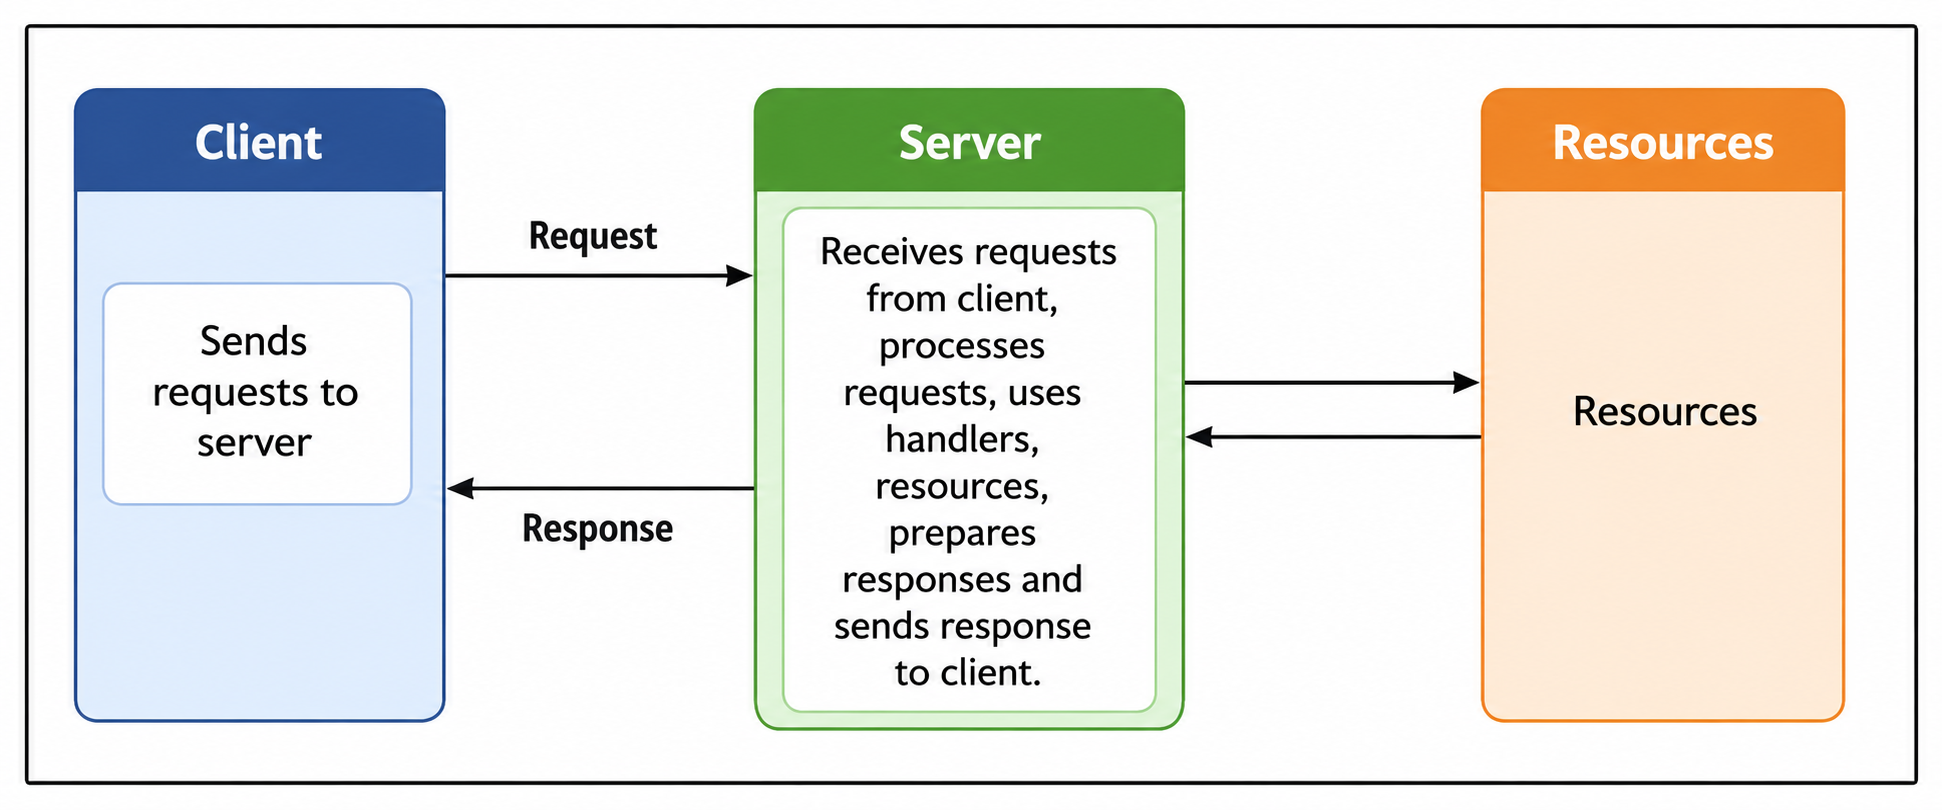 Client
Sends
requests to
server
Request
Response
Server
Receives requests
from client,
processes
requests, uses
handlers,
resources,
prepares
responses and
sends response
to client.
Resources
Resources